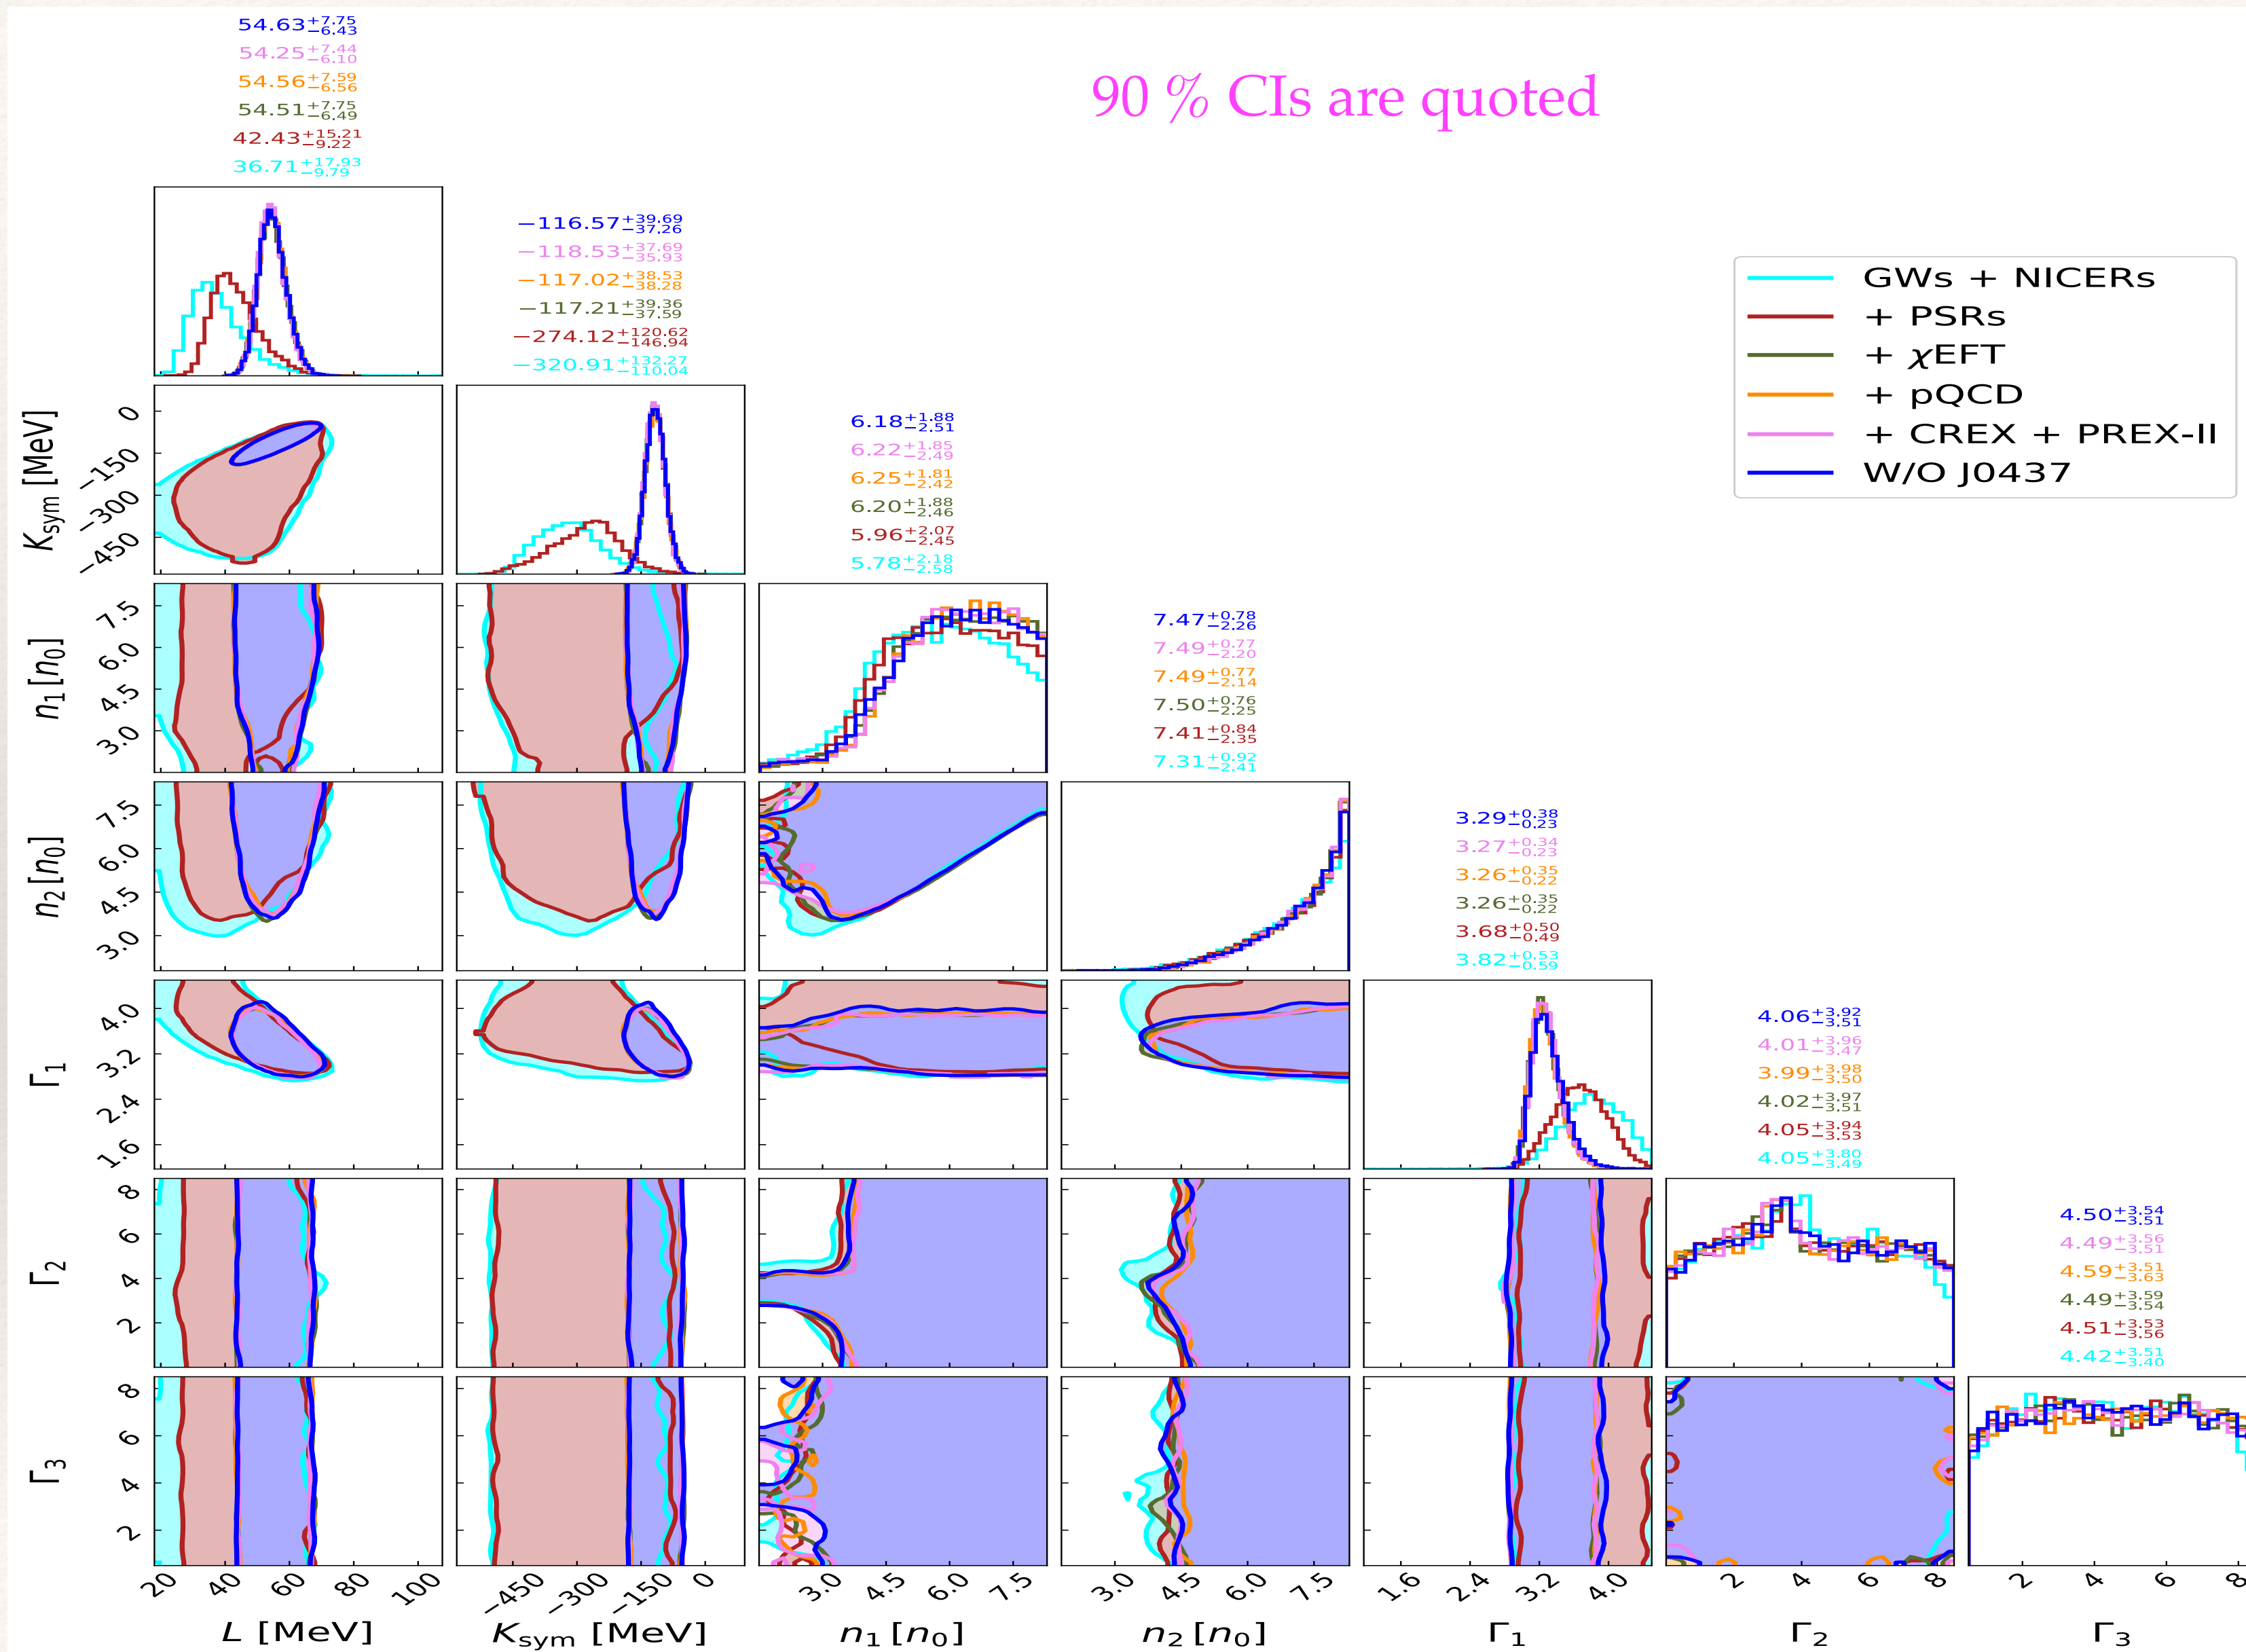 54.63+7.75−6.43
54.25+7.44−6.10
54.56+7.59−6.56
54.51+7.75−6.49
42.43+15.21−9.22
36.71+17.93−9.79
90 % CIs are quoted
−116.57+39.69−37.26
−118.53+37.69−35.93
−117.02+38.53−38.28
−117.21+39.36−37.59
−274.12+120.62−146.94
−320.91+132.27−110.04
GWs + NICERs
+ PSRs
+ χEFT
+ pQCD
+ CREX + PREX-II
W/O J0437
6.18+1.88−2.51
6.22+1.85−2.49
6.25+1.81−2.42
6.20+1.88−2.46
5.96+2.07−2.45
5.78+2.18−2.58
7.47+0.78−2.26
7.49+0.77−2.20
7.49+0.77−2.14
7.50+0.76−2.25
7.41+0.84−2.35
7.31+0.92−2.41
3.29+0.38−0.23
3.27+0.34−0.23
3.26+0.35−0.22
3.26+0.35−0.22
3.68+0.50−0.49
3.82+0.53−0.59
4.06+3.92−3.51
4.01+3.96−3.47
3.99+3.98−3.50
4.02+3.97−3.51
4.05+3.94−3.53
4.05+3.80−3.49
4.50+3.54−3.51
4.49+3.56−3.51
4.59+3.51−3.63
4.49+3.59−3.54
4.51+3.53−3.56
4.42+3.51−3.40
Ksym [MeV]
0
−150
−300
−450
n1[n0]
7.5
6.0
4.5
3.0
n2[n0]
7.5
6.0
4.5
3.0
Γ1
4.0
3.2
2.4
1.6
Γ2
8
6
4
2
Γ3
8
6
4
2
20 40 60 80 100
−450 −300 −150 0
3.0 4.5 6.0 7.5
3.0 4.5 6.0 7.5
1.6 2.4 3.2 4.0
2 4 6 8
2 4 6 8
L [MeV]
Ksym [MeV]
n1 [n0]
n2 [n0]
Γ1
Γ2
Γ3